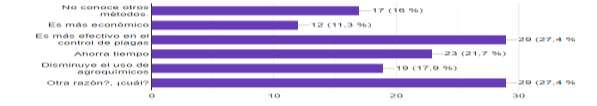 No conoce otros
métodos.
17 (16 %)
Es más económico
12 (11,3 %)
Es más efectivo en el
control de plagas
29 (27,4 %
Ahorra tiempo
23 (21,7 %)
Disminuye el uso de
agroquímicos
19 (17,9 %)
Otra razón?, ¡cuál?
29 (27,4 %
0
10
20
30